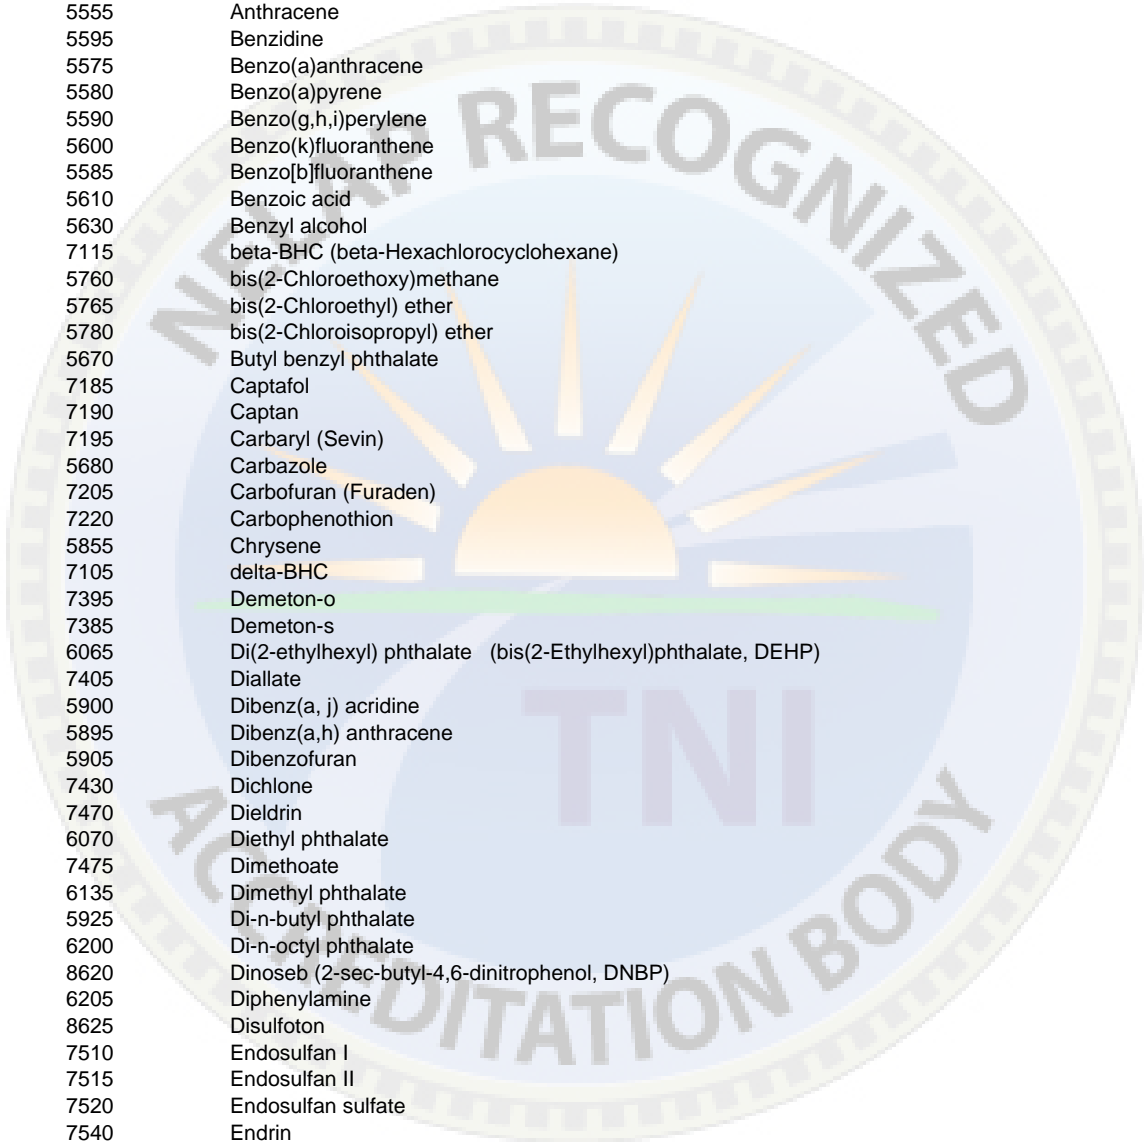 5555 Anthracene
5595 Benzidine
5575 Benzo(a)anthracene
5580 Benzo(a)pyrene
5590 Benzo(g,h,i)perylene
5600 Benzo(k)fluoranthene
5585 Benzo[b]fluoranthene
5610 Benzoic acid
5630 Benzyl alcohol
7115 beta-BHC (beta-Hexachlorocyclohexane)
5760 bis(2-Chloroethoxy)methane
5765 bis(2-Chloroethyl) ether
5780 bis(2-Chloroisopropyl) ether
5670 Butyl benzyl phthalate
7185 Captafol
7190 Captan
7195 Carbaryl (Sevin)
5680 Carbazole
7205 Carbofuran (Furaden)
7220 Carbophenothion
5855 Chrysene
7105 delta-BHC
7395 Demeton-o
7385 Demeton-s
6065 Di(2-ethylhexyl) phthalate (bis(2-Ethylhexyl)phthalate, DEHP)
7405 Diallate
5900 Dibenz(a, j) acridine
5895 Dibenz(a,h) anthracene
5905 Dibenzofuran
7430 Dichlone
7470 Dieldrin
6070 Diethyl phthalate
7475 Dimethoate
6135 Dimethyl phthalate
5925 Di-n-butyl phthalate
6200 Di-n-octyl phthalate
8620 Dinoseb (2-sec-butyl-4,6-dinitrophenol, DNBP)
6205 Diphenylamine
8625 Disulfoton
7510 Endosulfan I
7515 Endosulfan II
7520 Endosulfan sulfate
7540 Endrin
NELAP RECOGNIZED
TNI
ACCREDITATION BODY